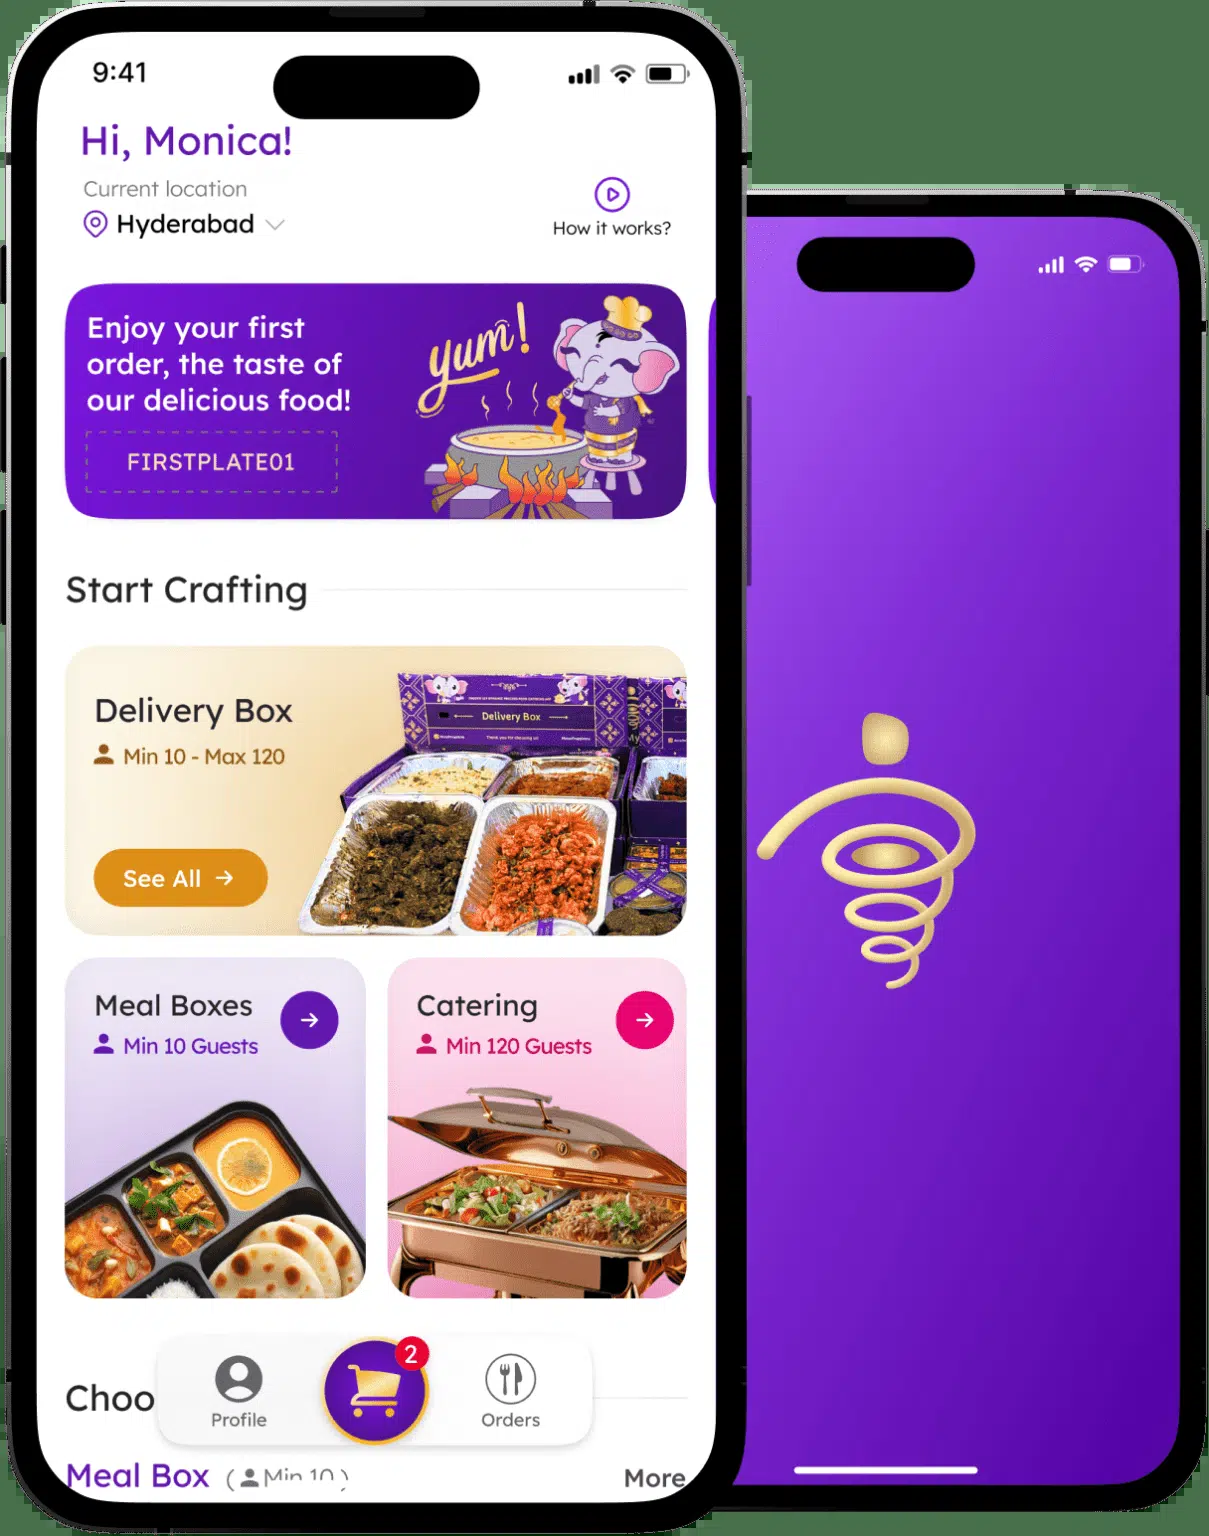 9:41
Hi, Monica!
Current location
Hyderabad
How it works?
Enjoy your first
order, the taste of
our delicious food!
FIRSTPLATE01
yum!
Start Crafting
Delivery Box
Min 10 - Max 120
See All
Delivery Box
Meal Boxes
Min 10 Guests
Catering
Min 120 Guests
2
Profile
Orders
Choo
Meal Box (Min 10)
More